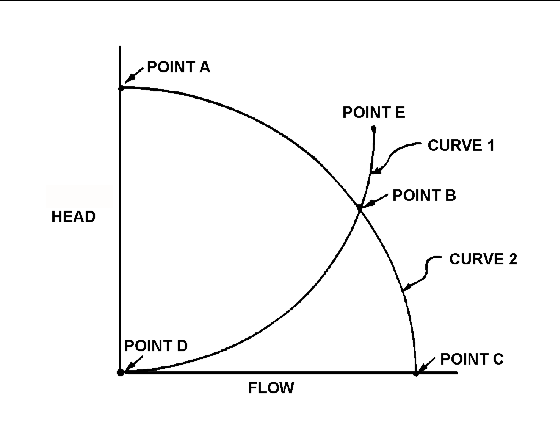 POINT A
POINT E
CURVE 1
POINT B
HEAD
CURVE 2
POINT D
POINT C
FLOW